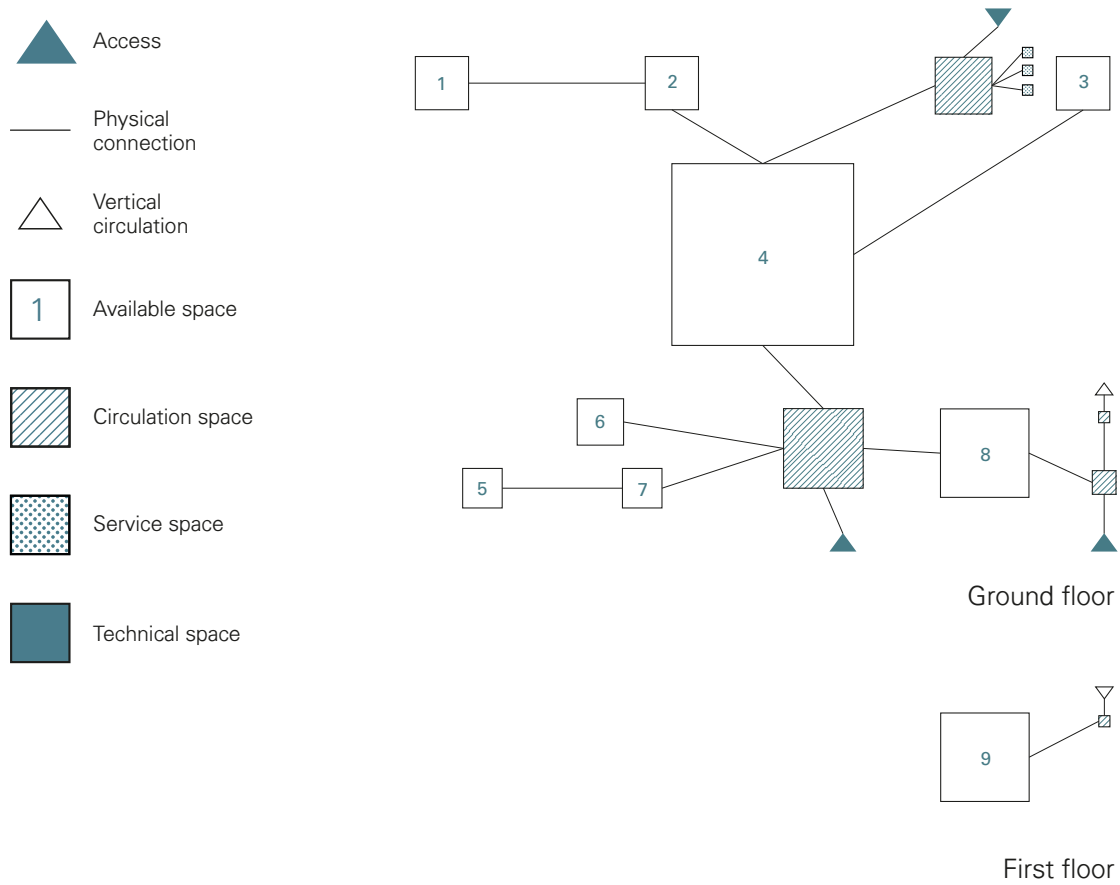 Access
Physical
connection
Vertical
circulation
1
Available space
Circulation space
Service space
Technical space
1
2
3
4
6
5
7
8
Ground floor
9
First floor